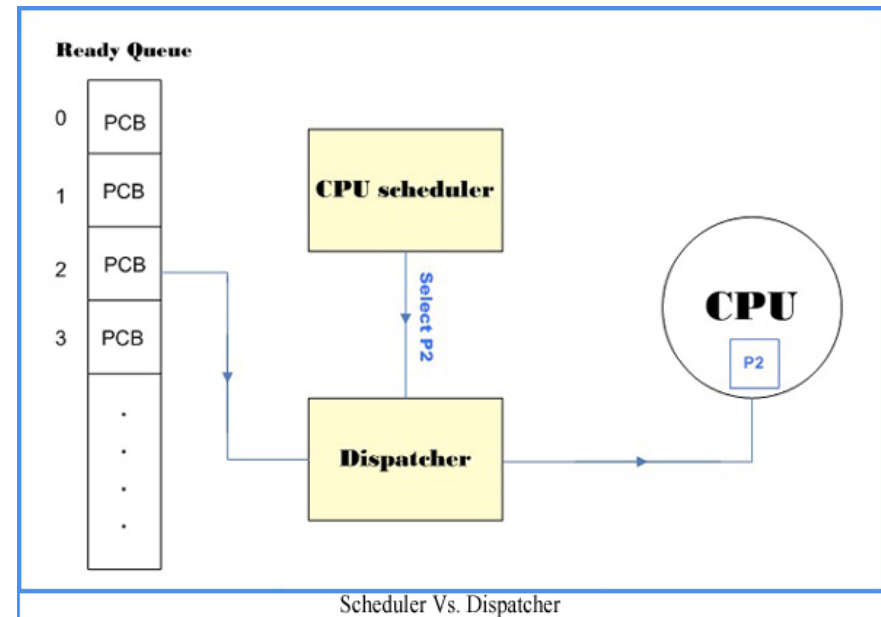 Ready Queue
0
PCB
1
PCB
2
PCB
3
PCB
.
.
.
.
CPU scheduler
Select P2
Dispatcher
CPU
P2
Scheduler Vs. Dispatcher